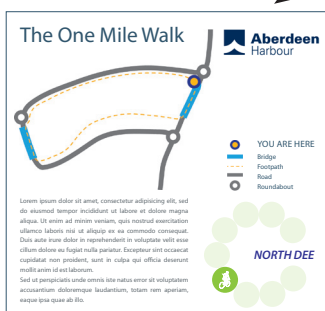 The One Mile Walk
Aberdeen
Harbour
YOU ARE HERE
Bridge
Footpath
Road
Roundabout
Lorem ipsum dolor sit amet, consectetur adipisicing elit, sed
do eiusmod tempor incididunt ut labore et dolore magna
aliqua. Ut enim ad minim veniam, quis nostrud exercitation
ullamco laboris nisi ut aliquip ex ea commodo consequat.
Duis aute irure dolor in reprehenderit in voluptate velit esse
cillum dolore eu fugiat nulla pariatur. Excepteur sint occaecat
cupidatat non proident, sunt in culpa qui officia deserunt
mollit anim id est laborum.
Sed ut perspiciatis unde omnis iste natus error sit voluptatem
accusantium doloremque laudantium, totam rem aperiam,
eaque ipsa quae ab illo.
NORTH DEE